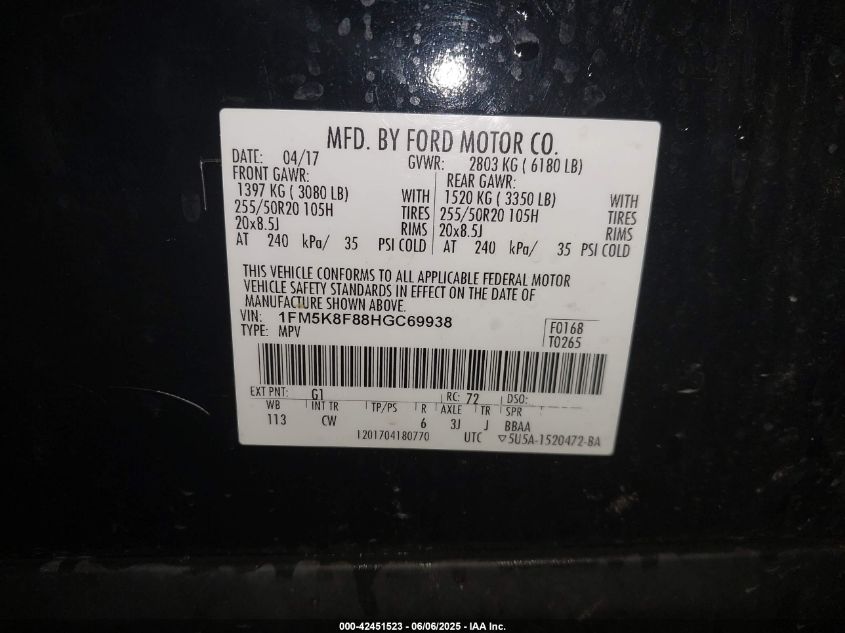 MFD. BY FORD MOTOR CO.
DATE: 04/17 GVWR: 2803 KG ( 6180 LB)
FRONT GAWR: REAR GAWR:
1397 KG ( 3080 LB) WITH 1520 KG ( 3350 LB) WITH
255/50R20 105H TIRES 255/50R20 105H TIRES
20x8.5J RIMS 20x8.5J RIMS
AT 240 kPa/ 35 PSI COLD AT 240 kPa/ 35 PSI COLD
THIS VEHICLE CONFORMS TO ALL APPLICABLE FEDERAL MOTOR
VEHICLE SAFETY STANDARDS IN EFFECT ON THE DATE OF
MANUFACTURE SHOWN ABOVE.
VIN: 1FM5K8F88HGC69938 F0168
TYPE: MPV T0265
EXT PNT: G1 RC: 72 DSO:
WB INT TR TP/PS R AXLE TR SPR
113 CW 6 3J J BBAA
1201704180770 UTC ▽5U5A-1520472-BA
000-42451523 - 06/06/2025 - IAA Inc.